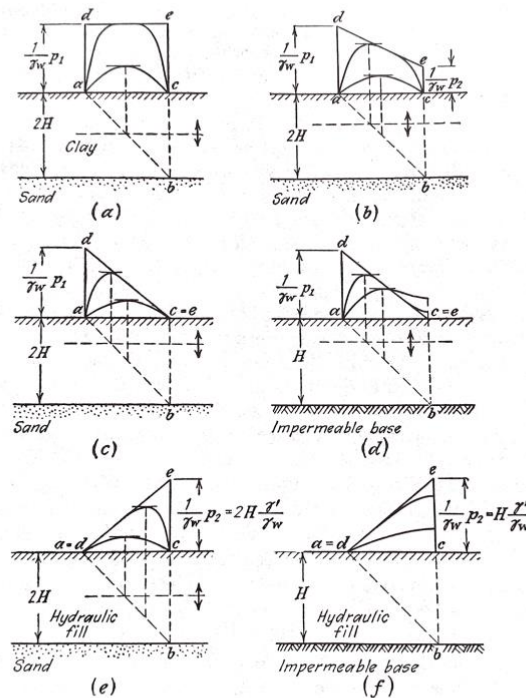 d e
1/γw p1
a c
2H
Clay
b
Sand
(a)
d
e
1/γw p1
1/γw p2
a c
2H
b
Sand
(b)
d
1/γw p1
a c = e
2H
b
Sand
(c)
d
1/γw p1
a c = e
H
b
Impermeable base
(d)
e
1/γw p2 = 2H γ'/γw
a = d c
2H
Hydraulic
fill
b
Sand
(e)
e
1/γw p2 = H γ'/γw
a = d c
H
Hydraulic
fill
b
Impermeable base
(f)